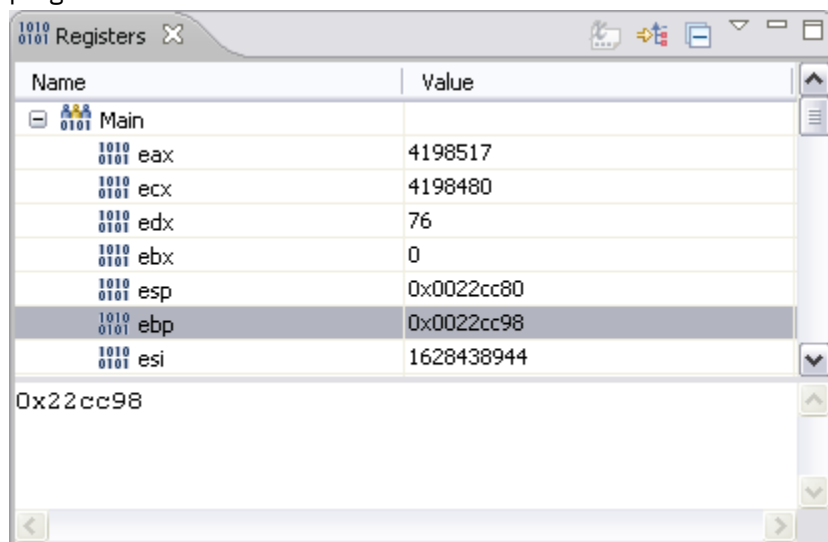 Registers
Name Value
Main
eax 4198517
ecx 4198480
edx 76
ebx 0
esp 0x0022cc80
ebp 0x0022cc98
esi 1628438944
0x22cc98